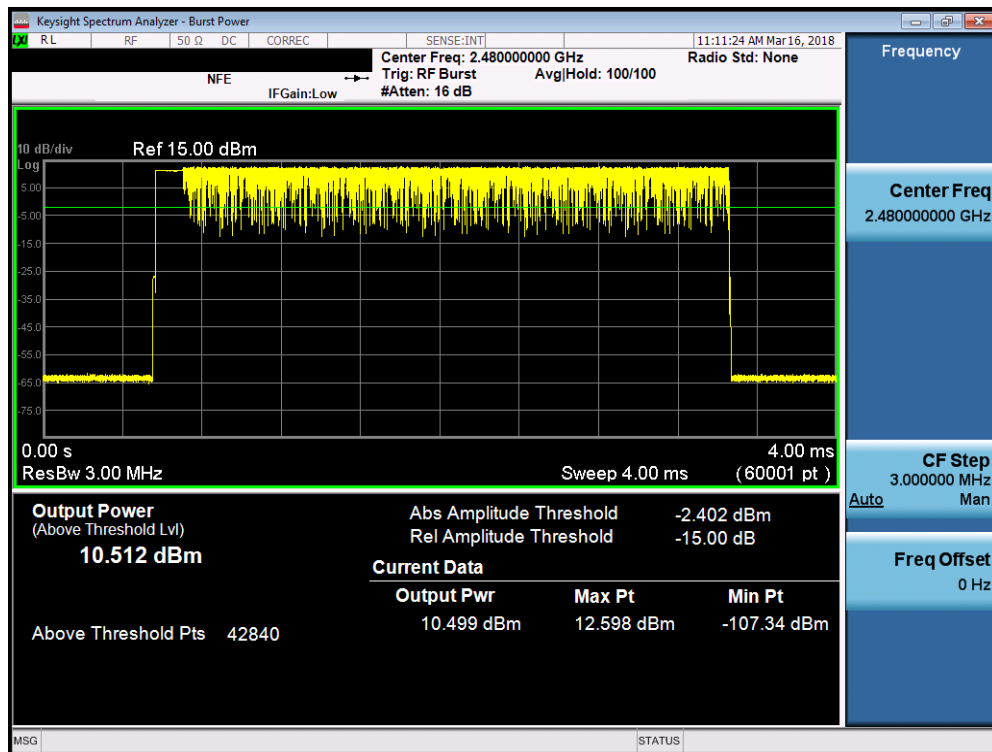 Keysight Spectrum Analyzer - Burst Power
LXI RL RF 50 Ω DC CORREC SENSE:INT 11:11:24 AM Mar 16, 2018
Center Freq: 2.480000000 GHz Radio Std: None
NFE Trig: RF Burst Avg|Hold: 100/100
IFGain:Low #Atten: 16 dB
Frequency
10 dB/div Ref 15.00 dBm
Log
5.00
-5.00
-15.0
-25.0
-35.0
-45.0
-55.0
-65.0
-75.0
Center Freq
2.480000000 GHz
0.00 s 4.00 ms
ResBw 3.00 MHz Sweep 4.00 ms (60001 pt)
CF Step
3.000000 MHz
Auto Man
Output Power
(Above Threshold Lvl)
10.512 dBm
Abs Amplitude Threshold -2.402 dBm
Rel Amplitude Threshold -15.00 dB
Current Data
Output Pwr Max Pt Min Pt
10.499 dBm 12.598 dBm -107.34 dBm
Above Threshold Pts 42840
Freq Offset
0 Hz
MSG STATUS